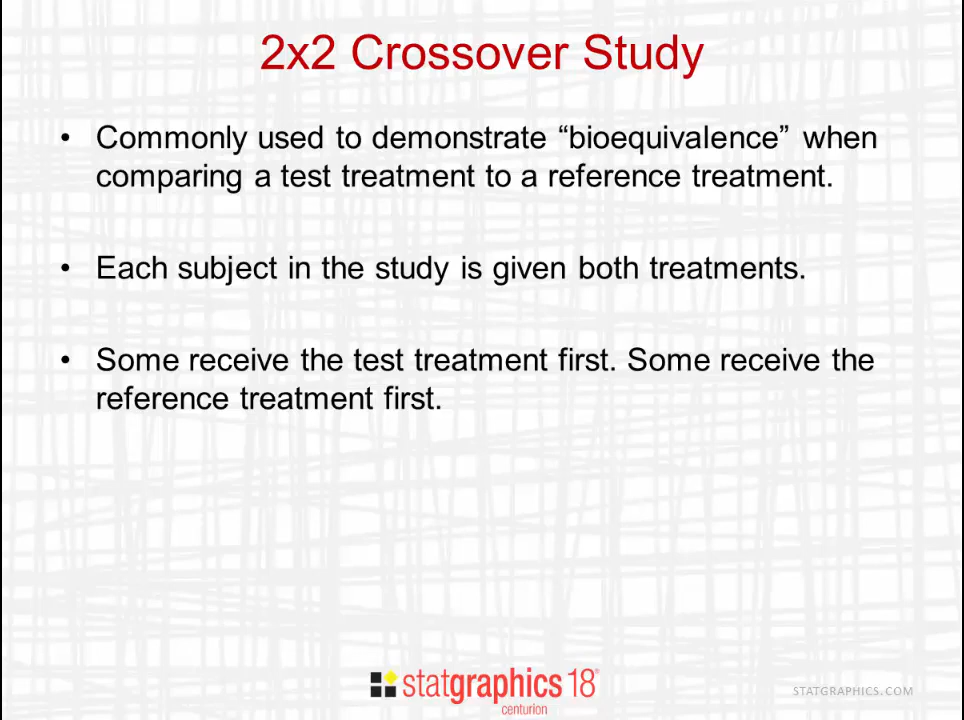 2x2 Crossover Study
• Commonly used to demonstrate “bioequivalence” when
comparing a test treatment to a reference treatment.
• Each subject in the study is given both treatments.
• Some receive the test treatment first. Some receive the
reference treatment first.
statgraphics 18®
centurion
STATGRAPHICS.COM